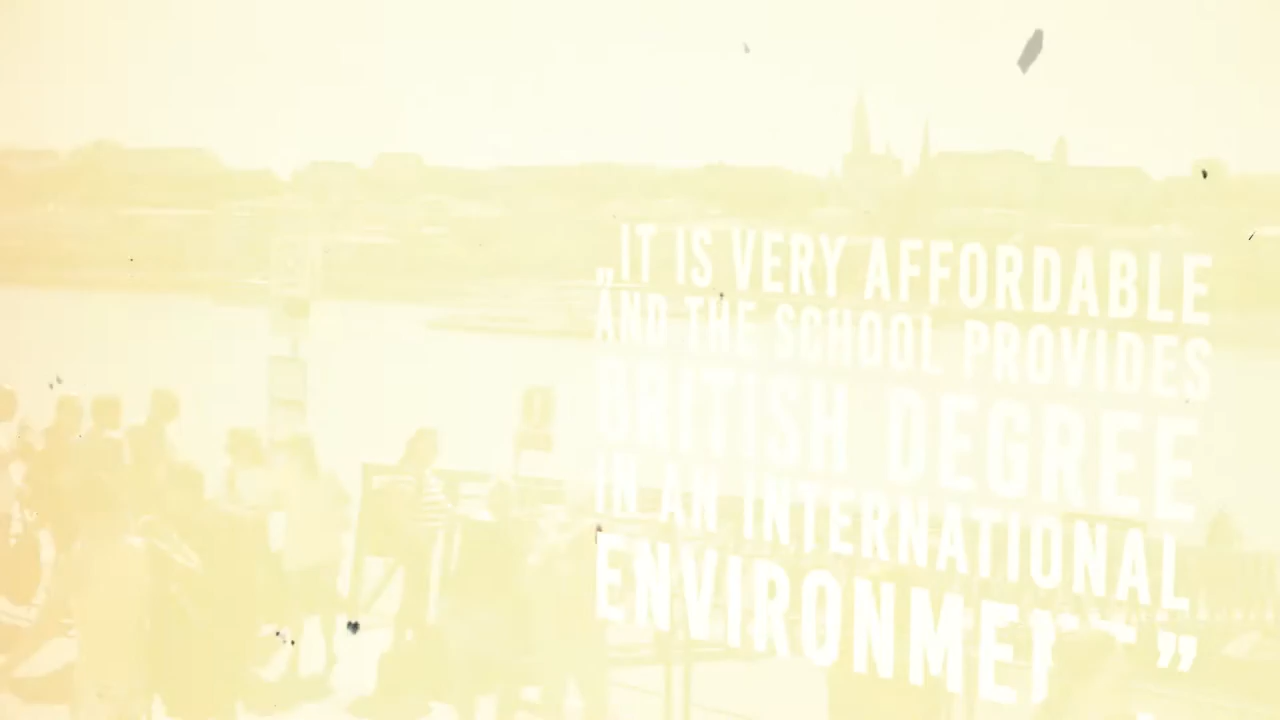 „IT IS VERY AFFORDABLE
AND THE SCHOOL PROVIDES
BRITISH DEGREE
IN AN INTERNATIONAL
”